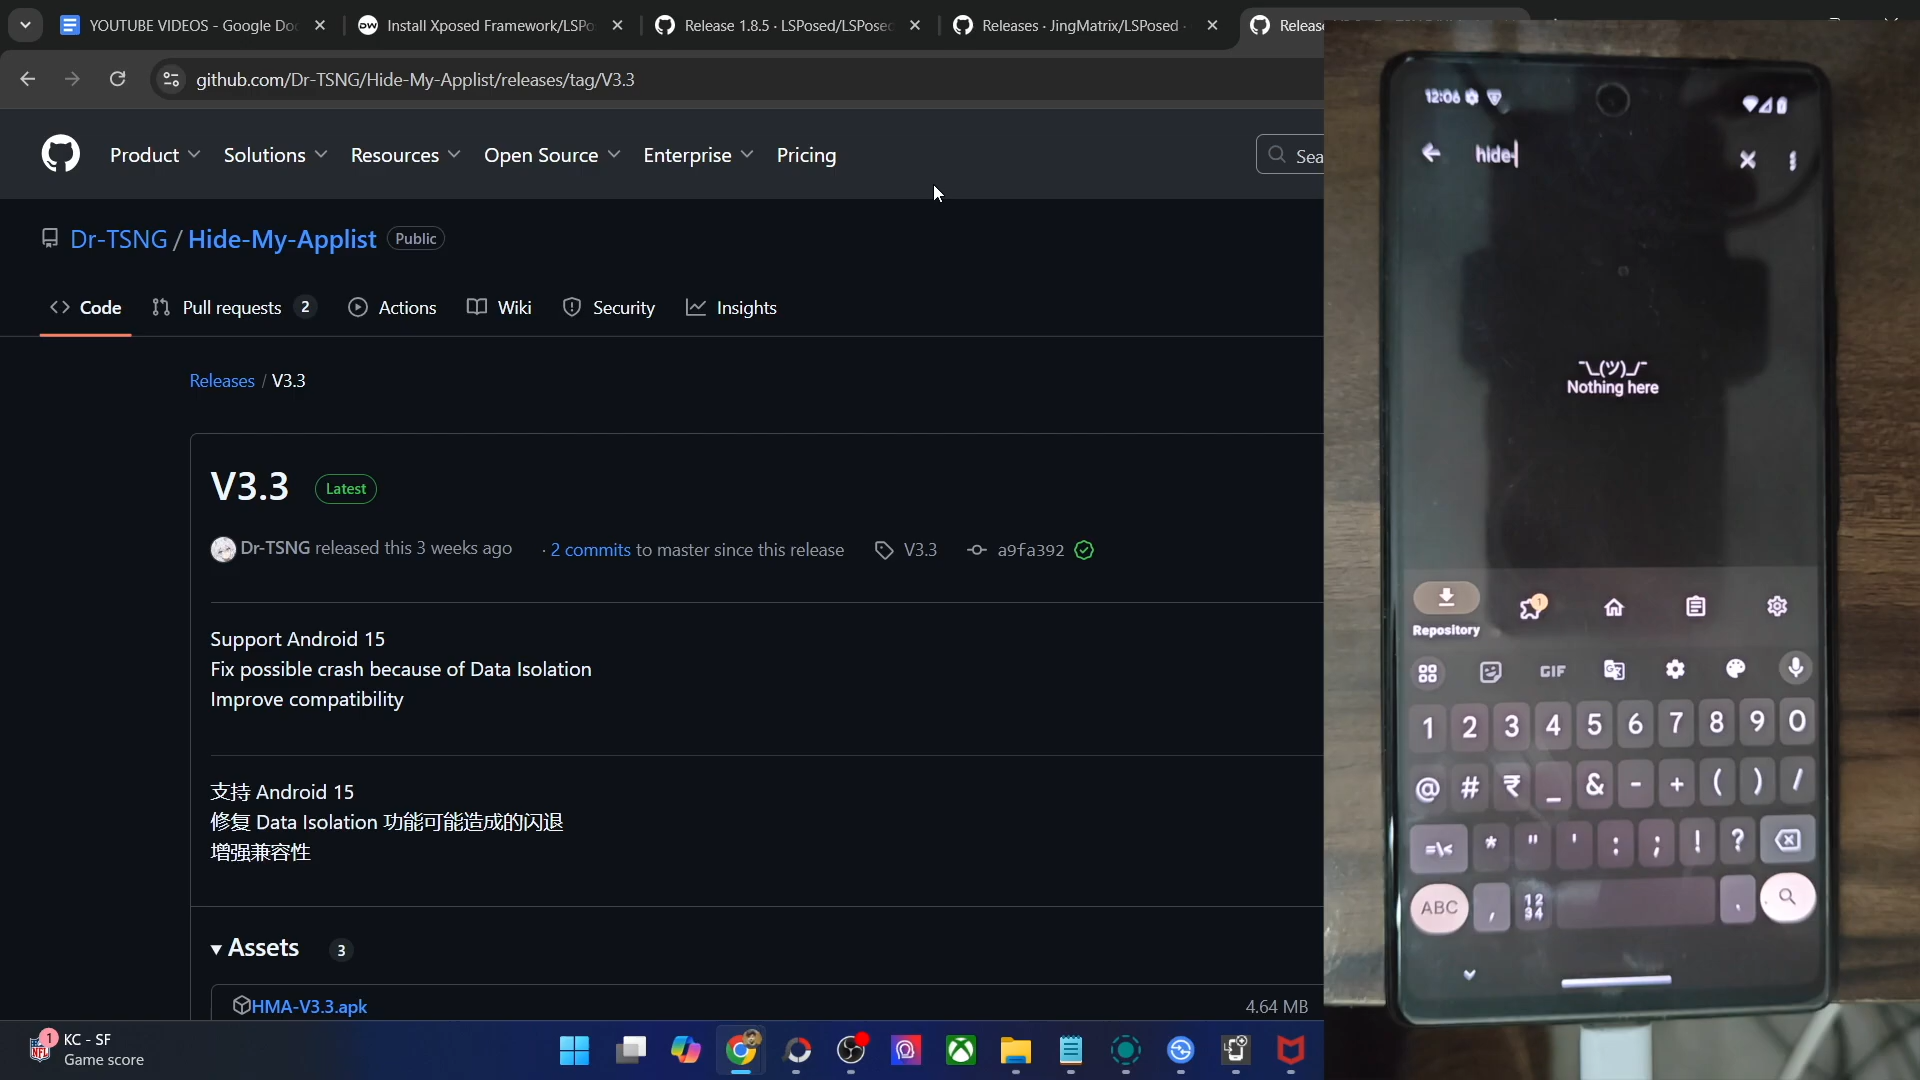 YOUTUBE VIDEOS - Google Do
Install Xposed Framework/LSPo
Release 1.8.5 · LSPosed/LSPosed
Releases · JingMatrix/LSPosed
Release
github.com/Dr-TSNG/Hide-My-Applist/releases/tag/V3.3
Product
Solutions
Resources
Open Source
Enterprise
Pricing
Sea
Dr-TSNG / Hide-My-Applist
Public
Code
Pull requests 2
Actions
Wiki
Security
Insights
Releases / V3.3
V3.3
Latest
Dr-TSNG released this 3 weeks ago
· 2 commits to master since this release
V3.3
a9fa392
Support Android 15
Fix possible crash because of Data Isolation
Improve compatibility
支持 Android 15
修复 Data Isolation 功能可能造成的闪退
增强兼容性
Assets 3
HMA-V3.3.apk
4.64 MB
1
NFL
KC - SF
Game score
12:06
hide-
¯\_(ツ)_/¯
Nothing here
1
Repository
GIF
1 2 3 4 5 6 7 8 9 0
@ # ₹ _ & - + ( ) /
=\< * " ' : ; ! ?
ABC , 12 34 .